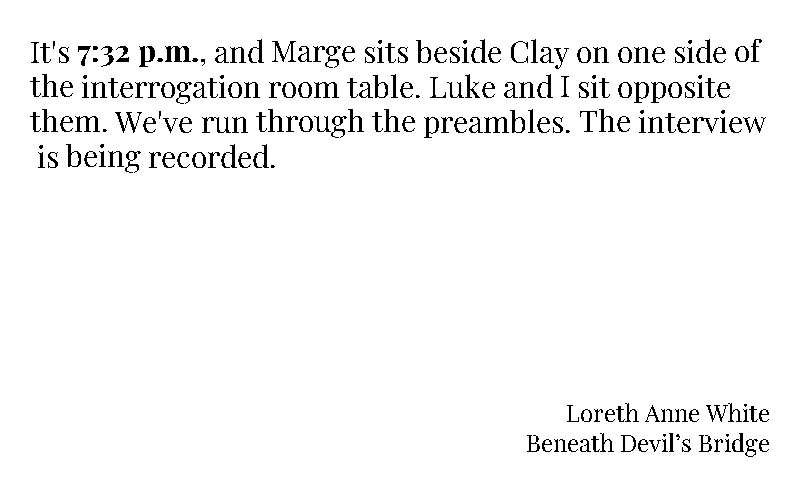 It's 7:32 p.m., and Marge sits beside Clay on one side of
the interrogation room table. Luke and I sit opposite
them. We've run through the preambles. The interview
is being recorded.
Loreth Anne White
Beneath Devil’s Bridge